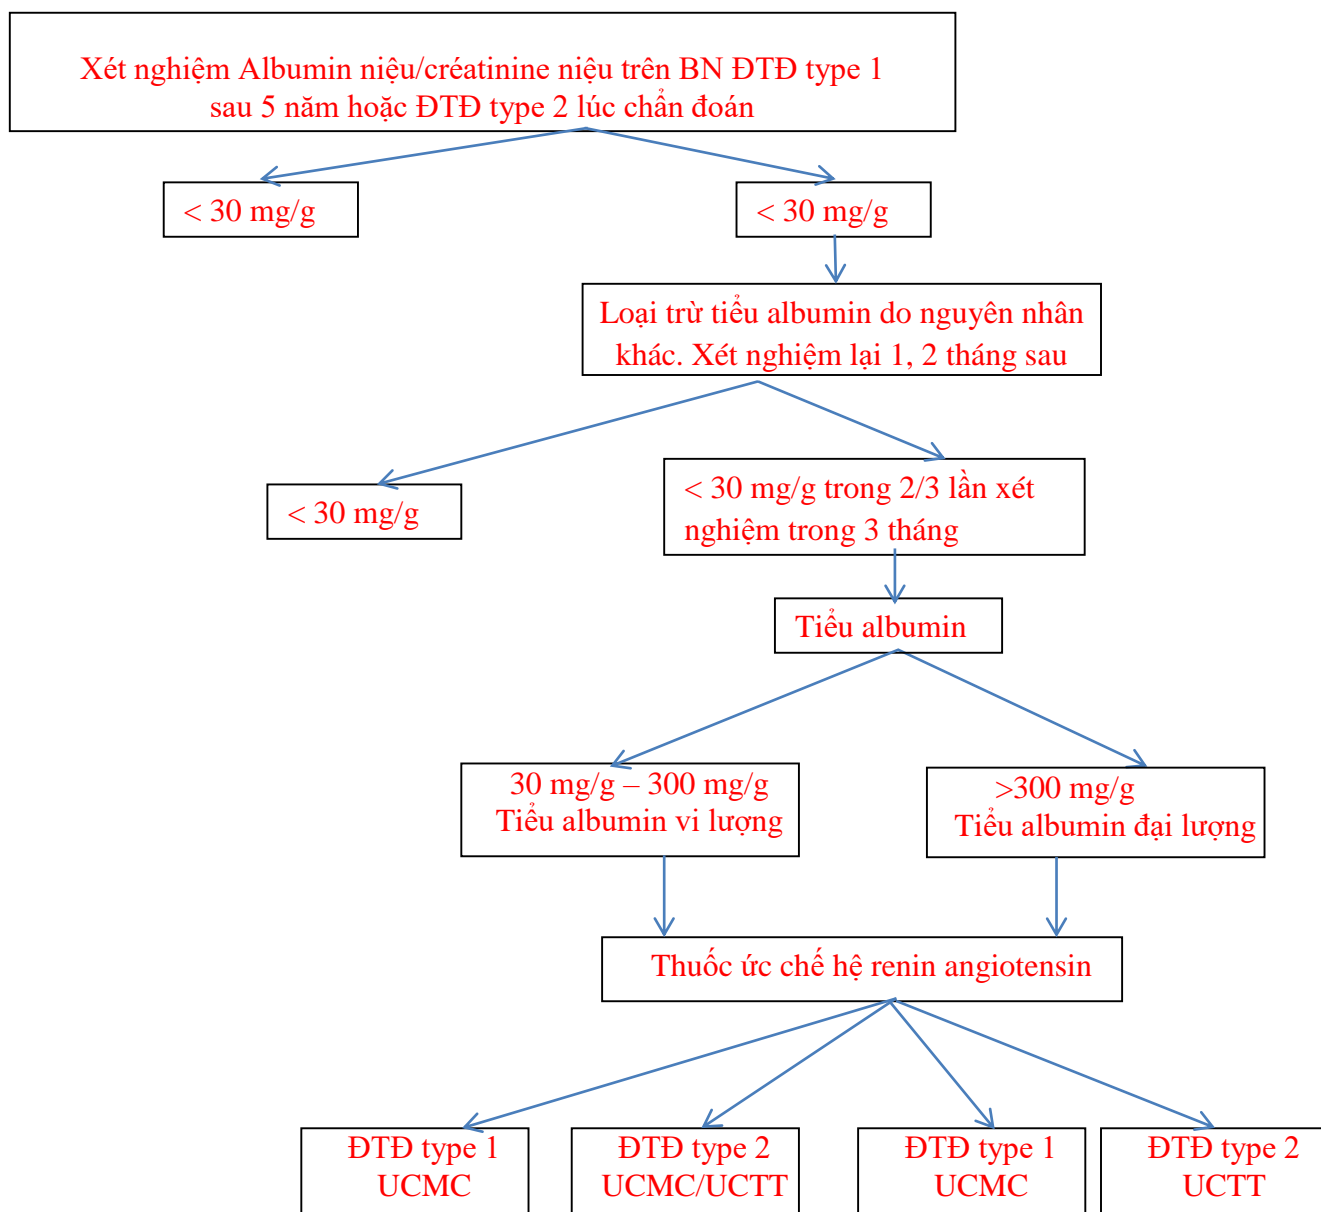 Xét nghiệm Albumin niệu/créatinine niệu trên BN ĐTĐ type 1
sau 5 năm hoặc ĐTĐ type 2 lúc chẩn đoán
< 30 mg/g
< 30 mg/g
Loại trừ tiểu albumin do nguyên nhân
khác. Xét nghiệm lại 1, 2 tháng sau
< 30 mg/g
< 30 mg/g trong 2/3 lần xét
nghiệm trong 3 tháng
Tiểu albumin
30 mg/g – 300 mg/g
Tiểu albumin vi lượng
>300 mg/g
Tiểu albumin đại lượng
Thuốc ức chế hệ renin angiotensin
ĐTĐ type 1
UCMC
ĐTĐ type 2
UCMC/UCTT
ĐTĐ type 1
UCMC
ĐTĐ type 2
UCTT